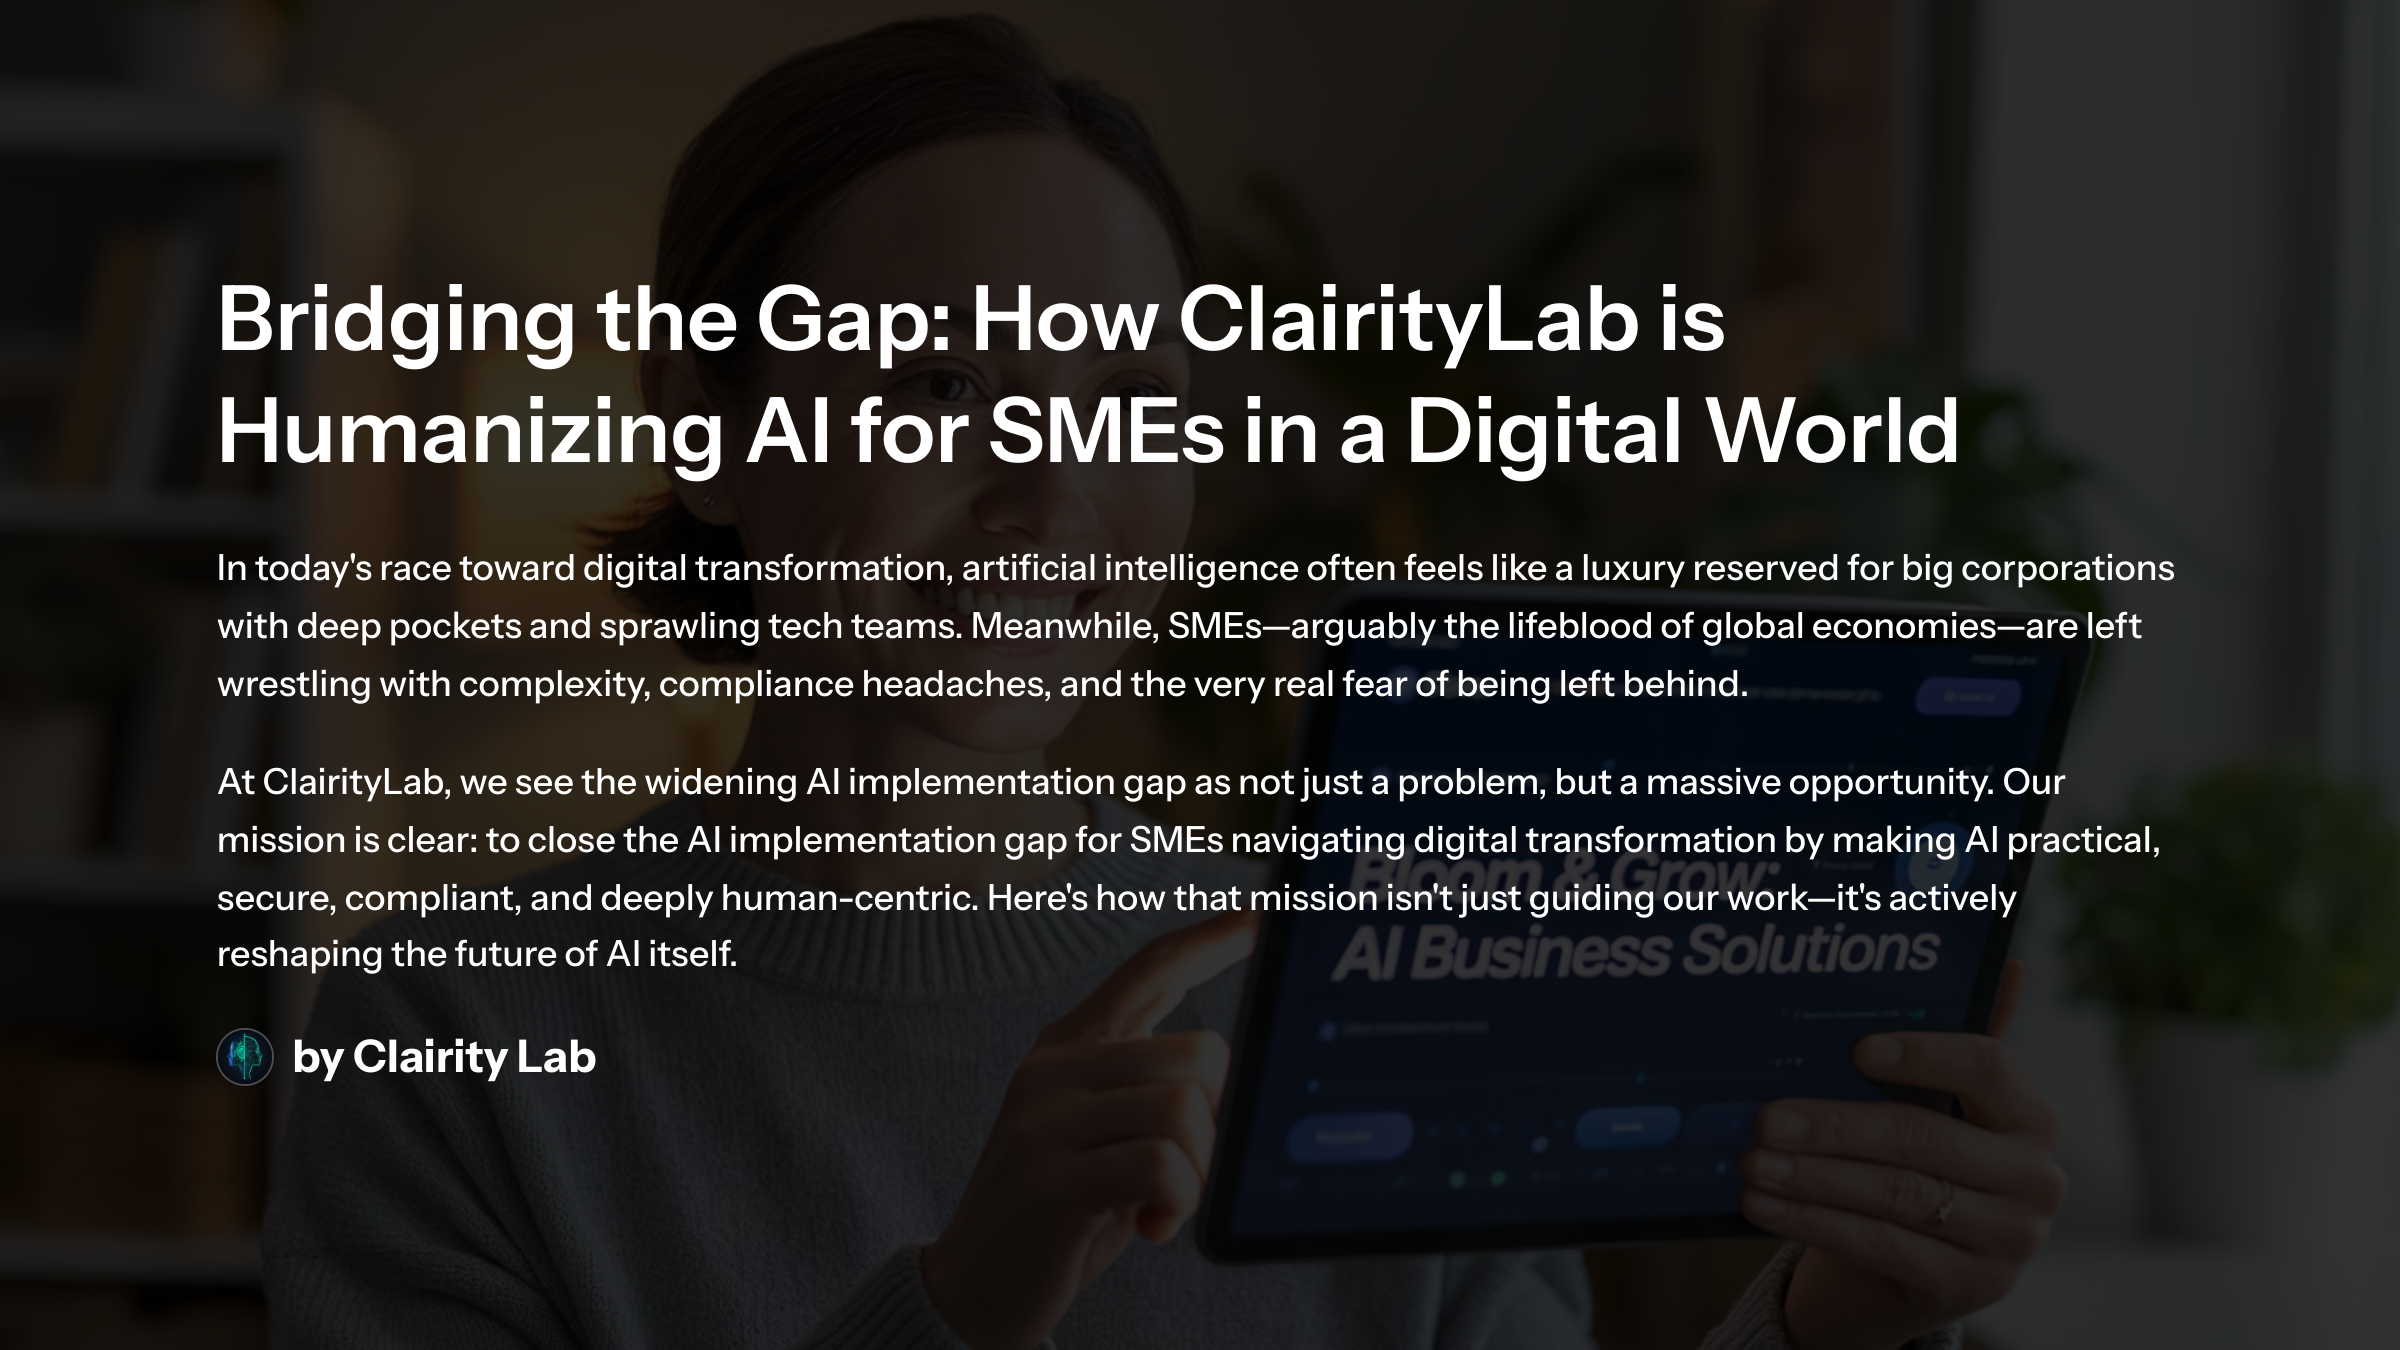 Bridging the Gap: How ClairityLab is
Humanizing AI for SMEs in a Digital World
In today's race toward digital transformation, artificial intelligence often feels like a luxury reserved for big corporations
with deep pockets and sprawling tech teams. Meanwhile, SMEs—arguably the lifeblood of global economies—are left
wrestling with complexity, compliance headaches, and the very real fear of being left behind.
At ClairityLab, we see the widening AI implementation gap as not just a problem, but a massive opportunity. Our
mission is clear: to close the AI implementation gap for SMEs navigating digital transformation by making AI practical,
secure, compliant, and deeply human-centric. Here's how that mission isn't just guiding our work—it's actively
reshaping the future of AI itself.
by Clairity Lab
Bloom & Grow:
AI Business Solutions